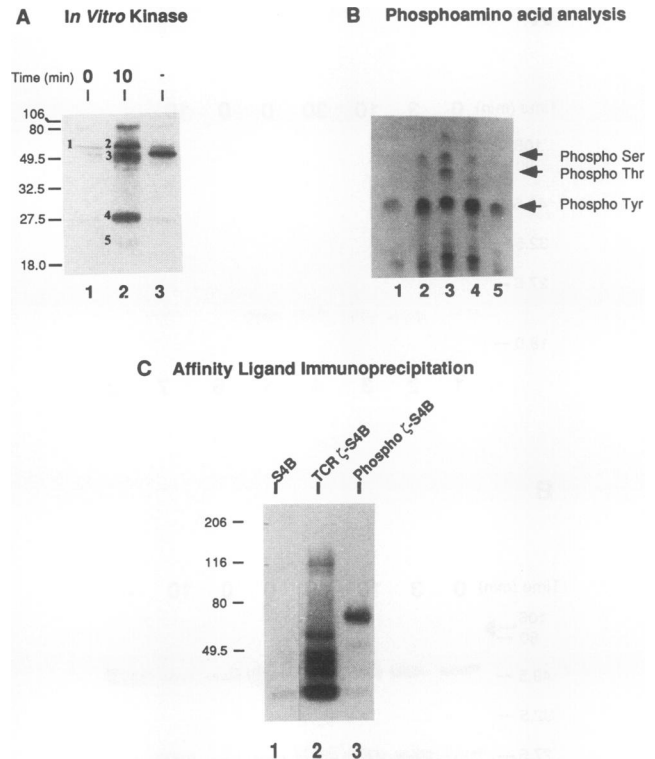 A In Vitro Kinase
Time (min) 0 10 -
106
80
49.5
32.5
27.5
18.0
1
2
3
4
5
1 2 3
B Phosphoamino acid analysis
Phospho Ser
Phospho Thr
Phospho Tyr
1 2 3 4 5
C Affinity Ligand Immunoprecipitation
S4B
TCR ζ-S4B
Phospho ζ-S4B
206
116
80
49.5
1 2 3